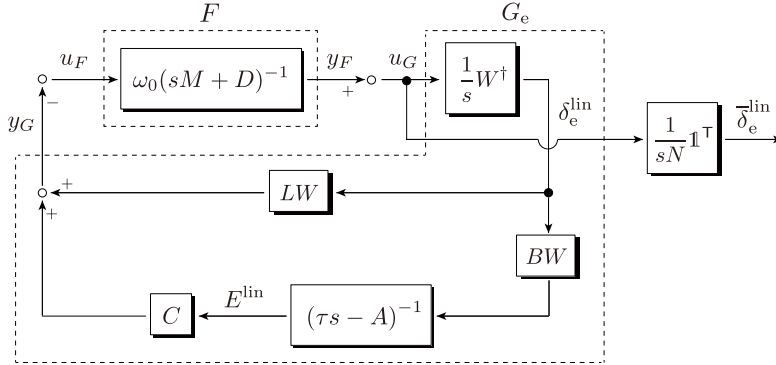 F
G_e
u_F
ω₀(sM + D)⁻¹
y_F
+
u_G
1/s W†
δ_e^lin
1/(sN) 𝟙^⊤
δ̅_e^lin
−
y_G
+
+
LW
BW
C
E^lin
(τs − A)⁻¹